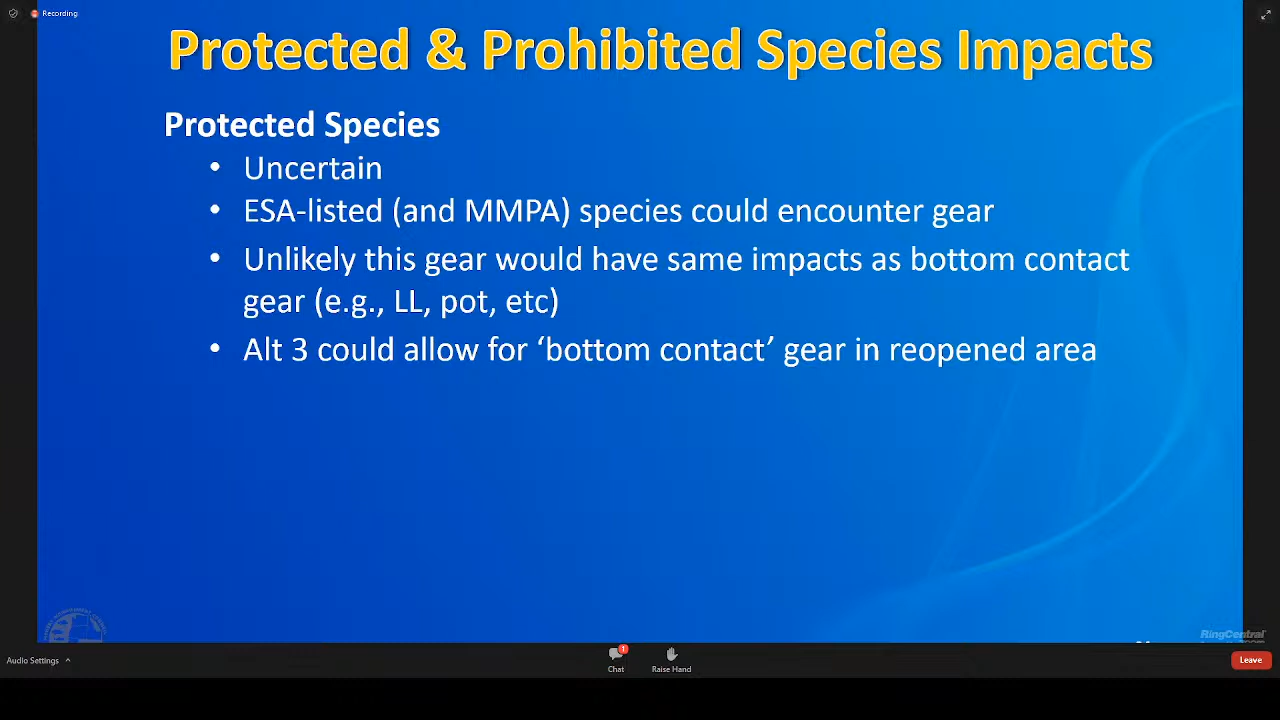 Recording
Protected & Prohibited Species Impacts
Protected Species
• Uncertain
• ESA-listed (and MMPA) species could encounter gear
• Unlikely this gear would have same impacts as bottom contact
gear (e.g., LL, pot, etc)
• Alt 3 could allow for ‘bottom contact’ gear in reopened area
RingCentral
Audio Settings
1
Chat
Raise Hand
Leave